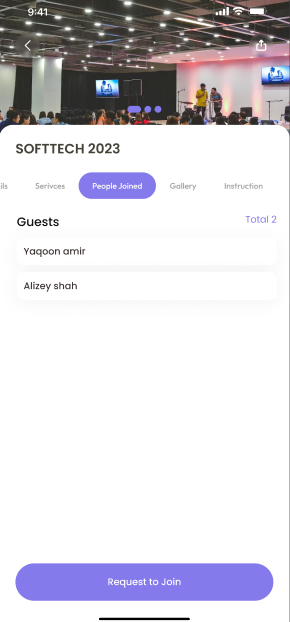 9:41
SOFTTECH 2023
ils Serivces People Joined Gallery Instruction
Guests Total 2
Yaqoon amir
Alizey shah
Request to Join